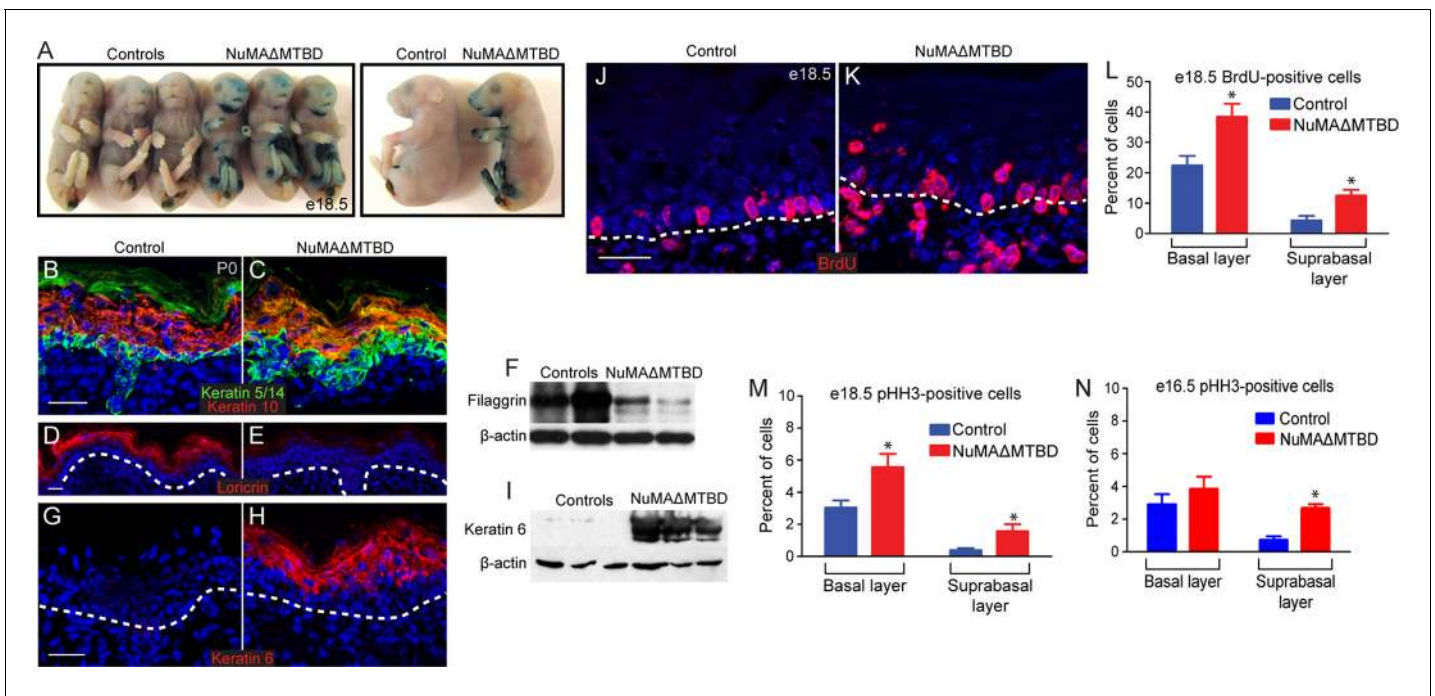 A
Controls NuMAΔMTBD
e18.5
Control NuMAΔMTBD
Control NuMAΔMTBD
B P0 C
Keratin 5/14
Keratin 10
D E
Loricrin
G H
Keratin 6
F
Controls NuMAΔMTBD
Filaggrin
β-actin
I
Controls NuMAΔMTBD
Keratin 6
β-actin
Control NuMAΔMTBD
J e18.5 K
BrdU
L
e18.5 BrdU-positive cells
Percent of cells
50
40
30
20
10
0
Control
NuMAΔMTBD
* *
Basal layer Suprabasal
layer
M
e18.5 pHH3-positive cells
Percent of cells
10
8
6
4
2
0
Control
NuMAΔMTBD
* *
Basal layer Suprabasal
layer
N
e16.5 pHH3-positive cells
Percent of cells
10
8
6
4
2
0
Control
NuMAΔMTBD
*
Basal layer Suprabasal
layer